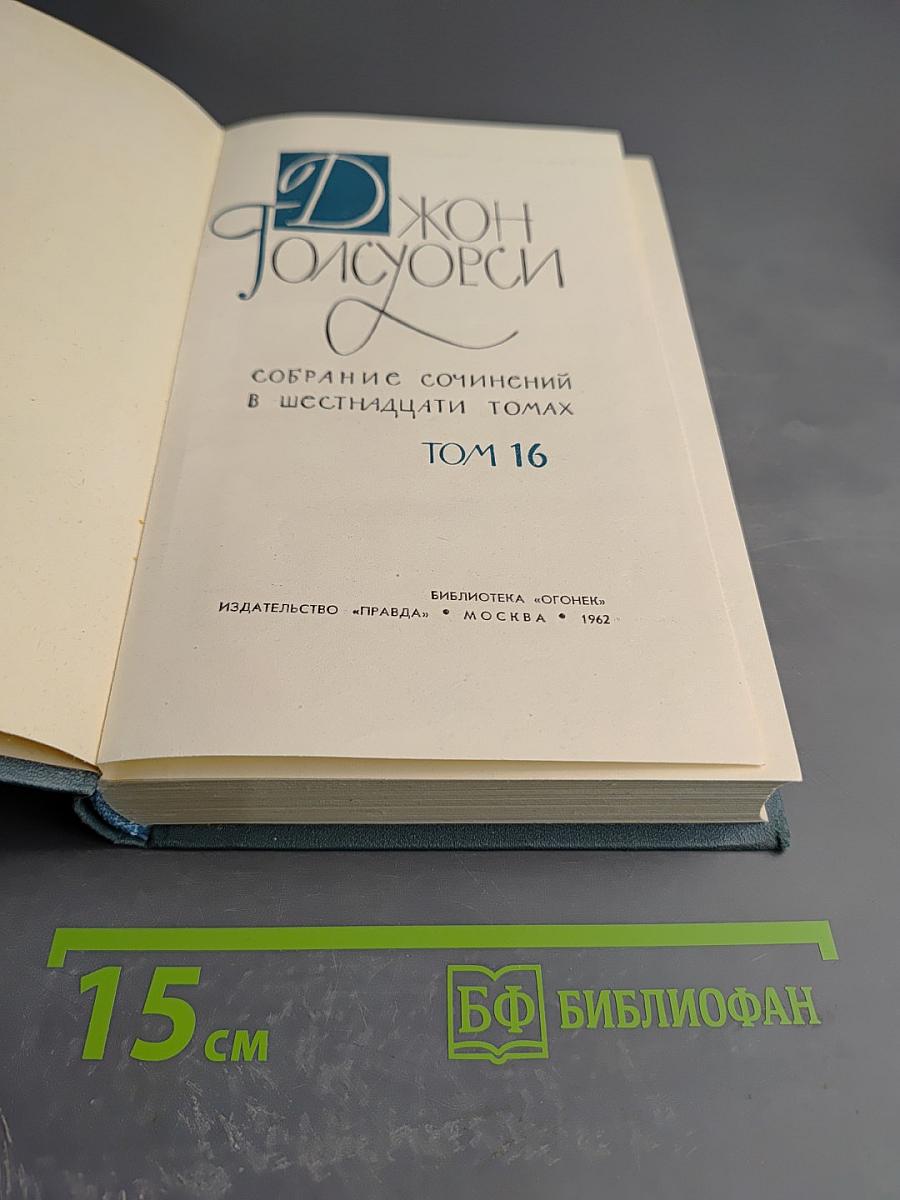 Джон
Голсуорси
СОБРАНИЕ СОЧИНЕНИЙ
В ШЕСТНАДЦАТИ ТОМАХ
ТОМ 16
БИБЛИОТЕКА «ОГОНЕК»
ИЗДАТЕЛЬСТВО «ПРАВДА» • МОСКВА • 1962
15 см
БФ БИБЛИОФАН